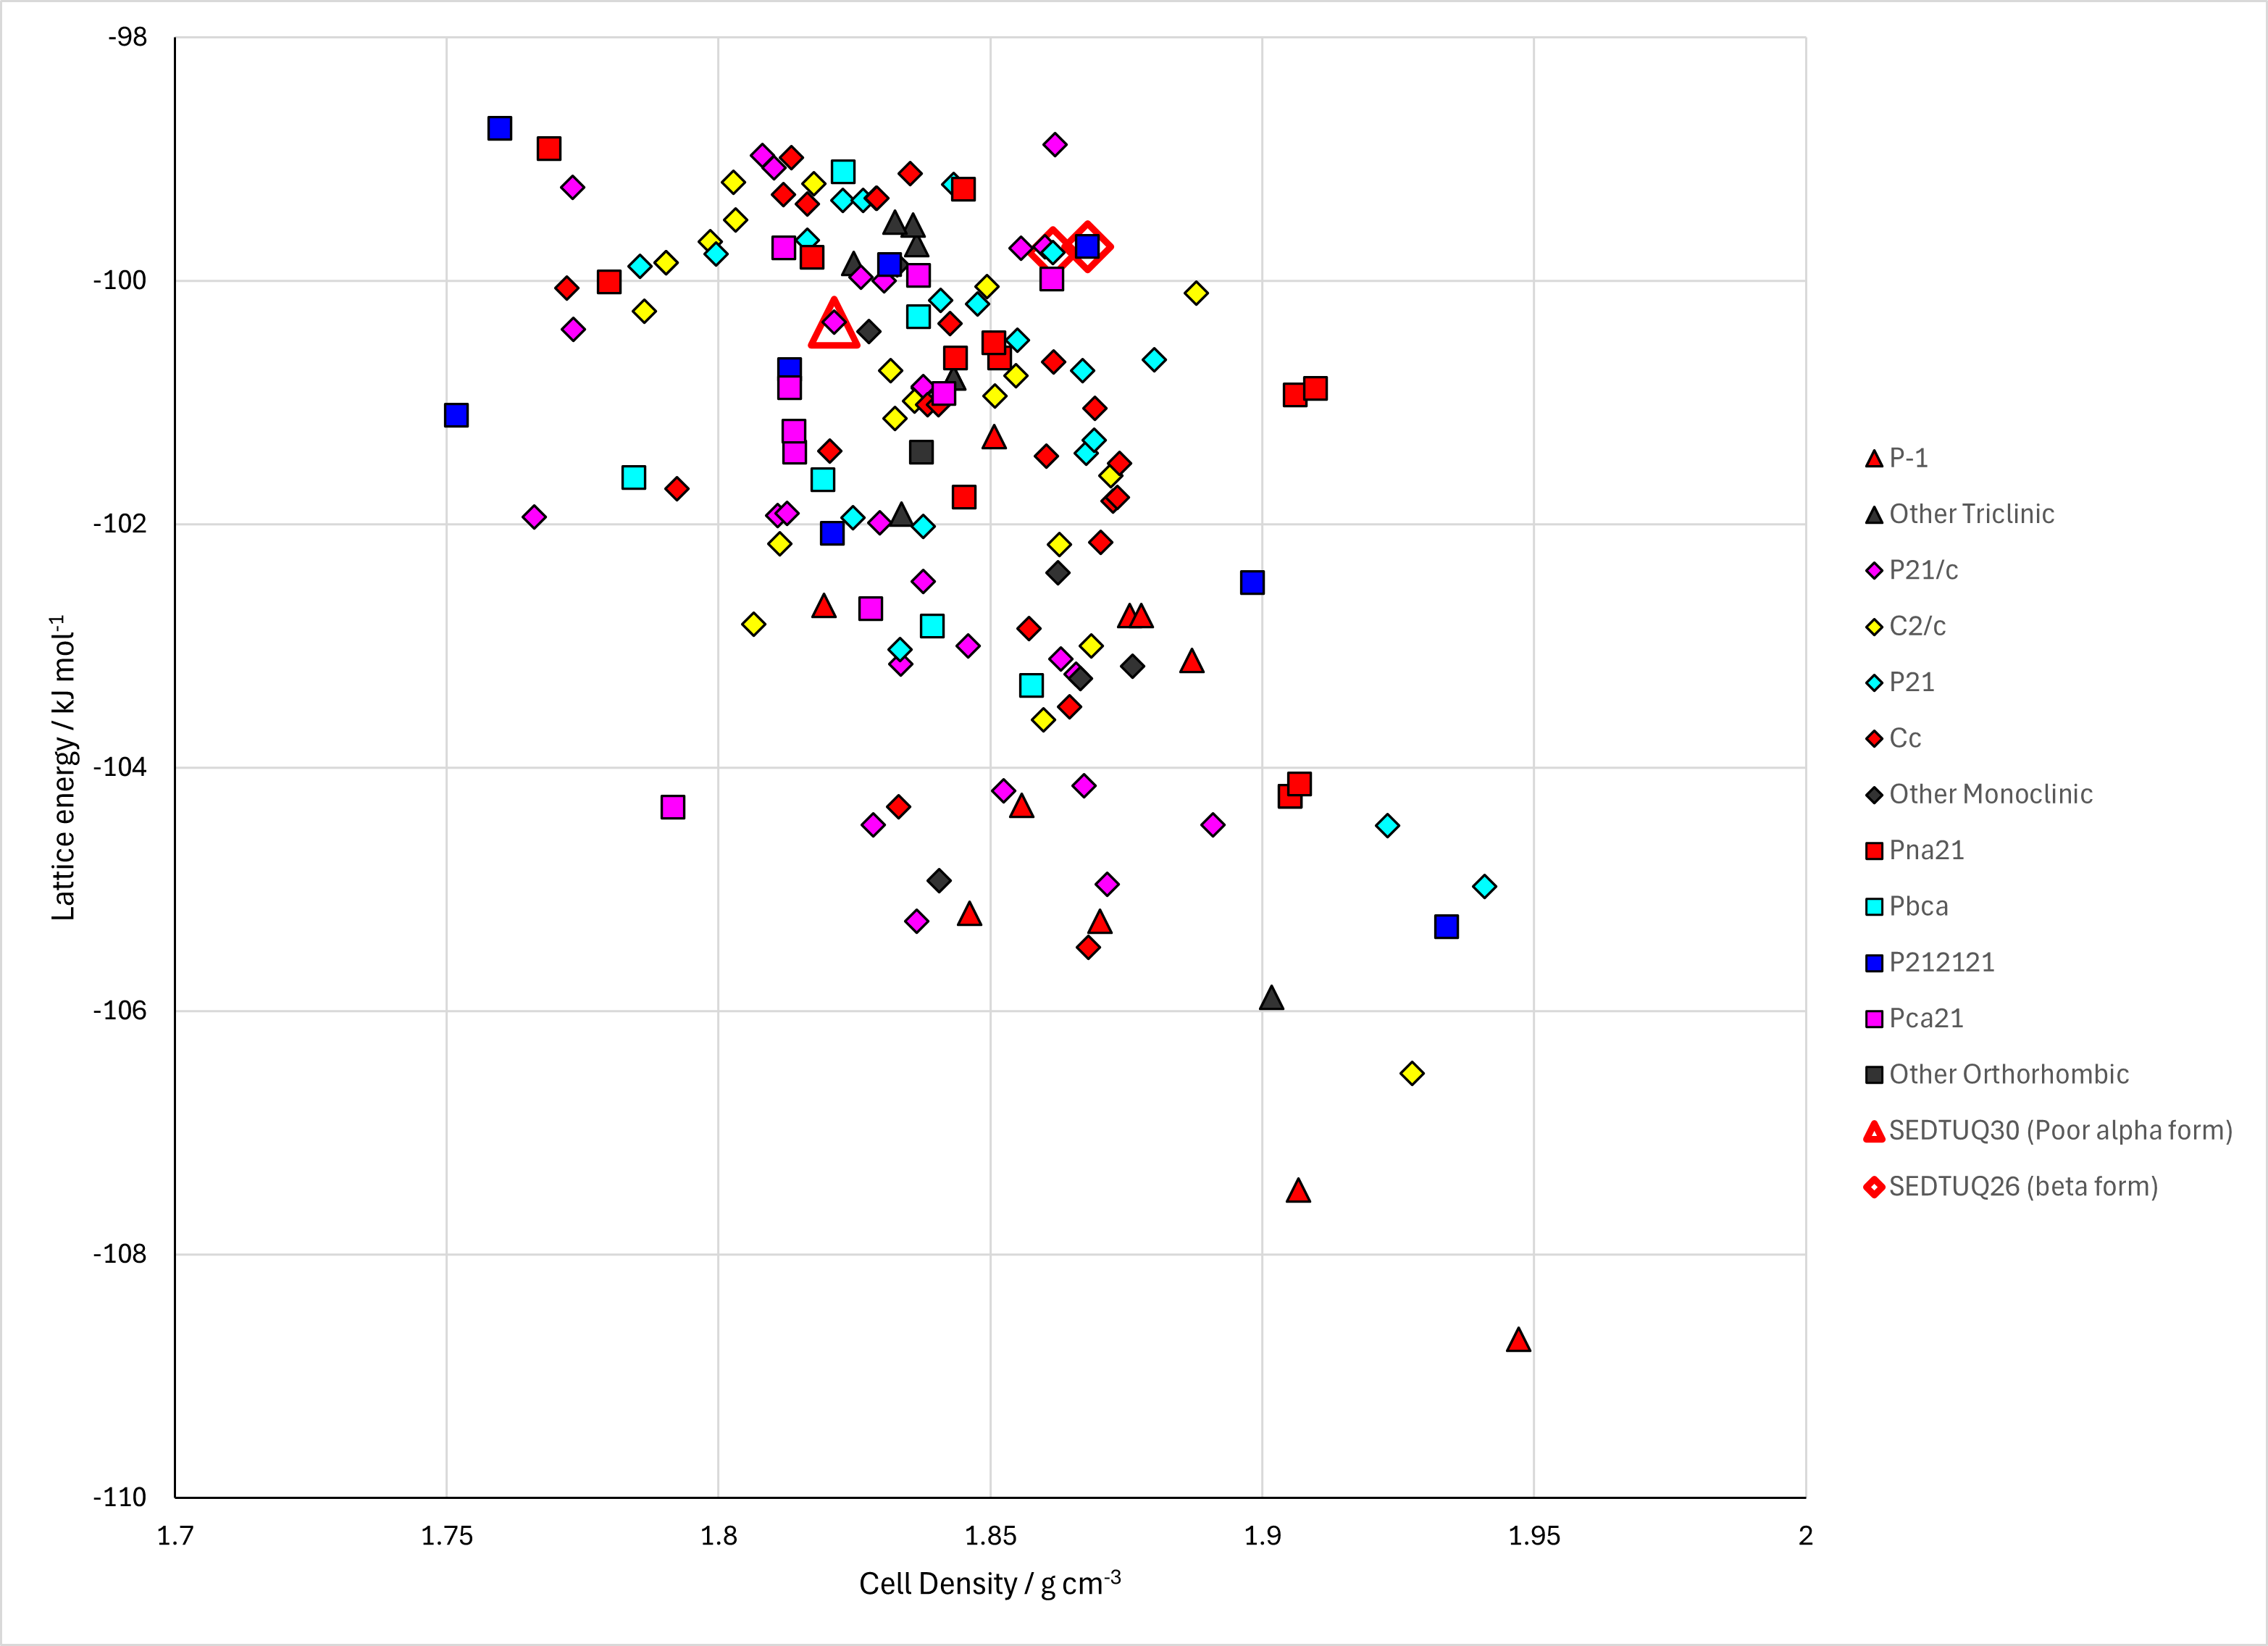 -98
-100
-102
-104
-106
-108
-110
Lattice energy / kJ mol-1
1.7 1.75 1.8 1.85 1.9 1.95 2
Cell Density / g cm-3
P-1
Other Triclinic
P21/c
C2/c
P21
Cc
Other Monoclinic
Pna21
Pbca
P212121
Pca21
Other Orthorhombic
SEDTUQ30 (Poor alpha form)
SEDTUQ26 (beta form)